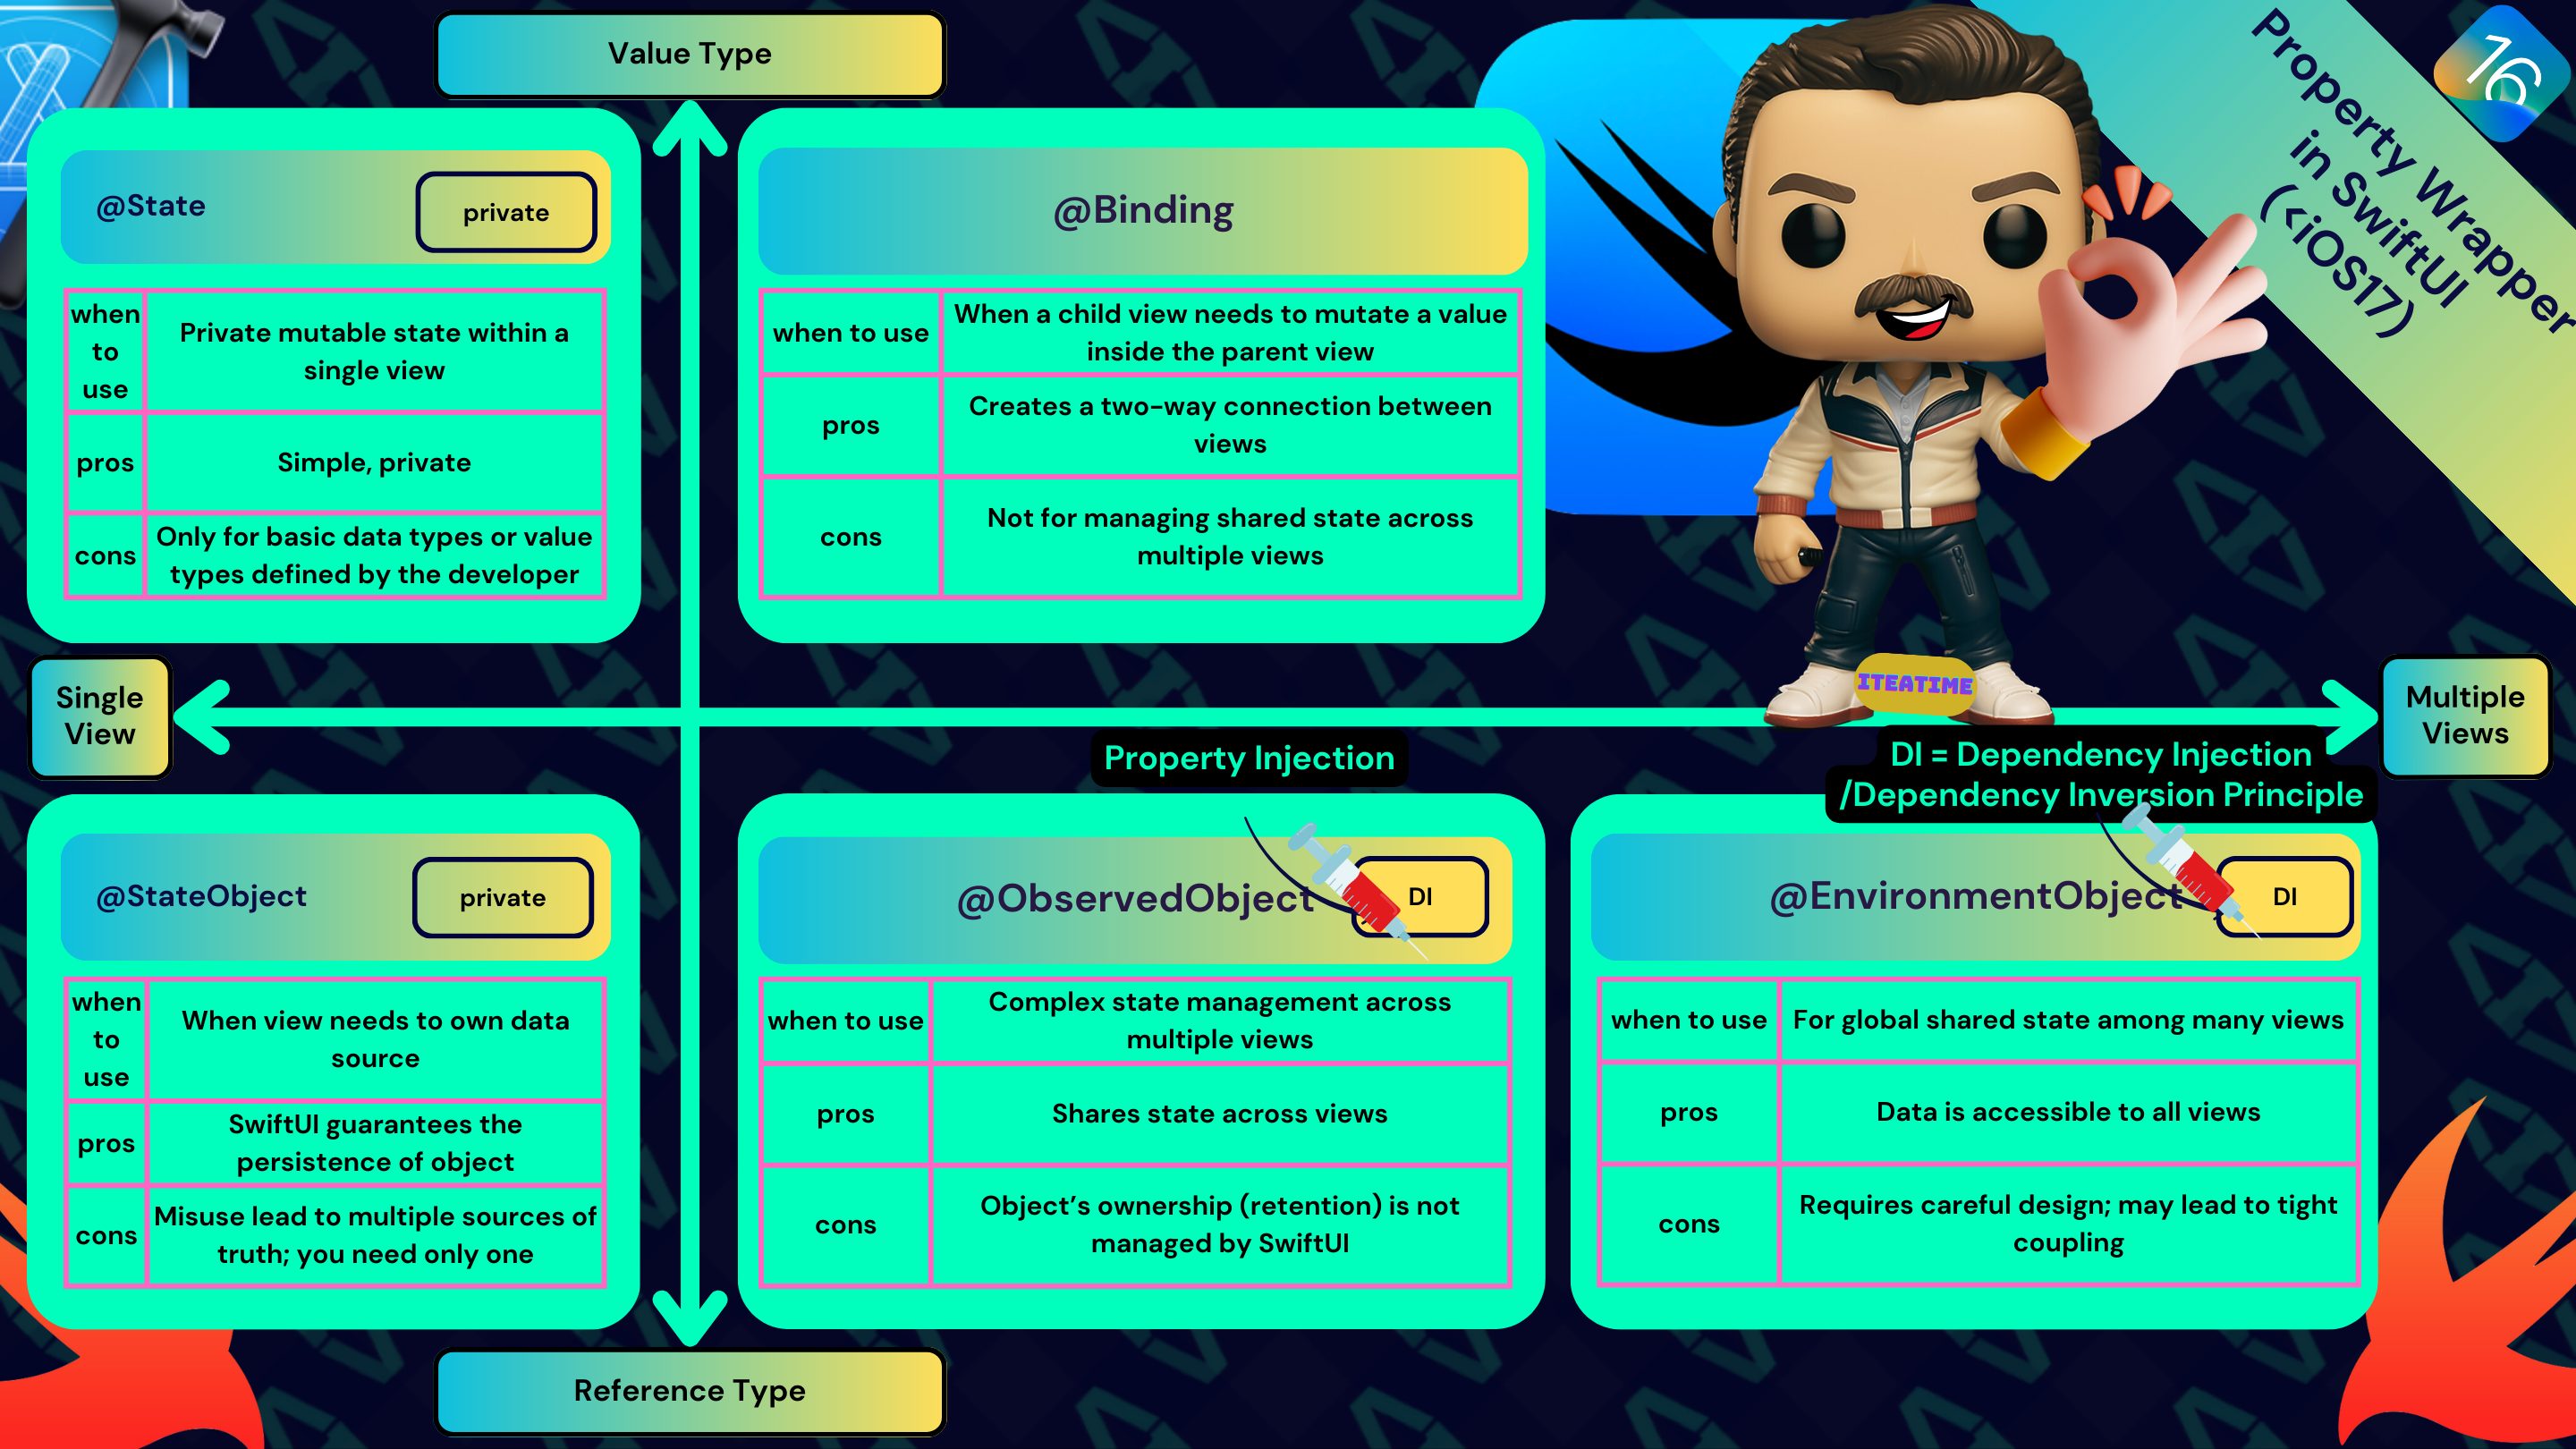 Value Type
Property Wrapper
in SwiftUI
(<iOS17)
16
@State
private
when
to
use
Private mutable state within a
single view
pros
Simple, private
cons
Only for basic data types or value
types defined by the developer
@Binding
when to use
When a child view needs to mutate a value
inside the parent view
pros
Creates a two-way connection between
views
cons
Not for managing shared state across
multiple views
ITEATIME
Single
View
Multiple
Views
Property Injection
DI = Dependency Injection
/Dependency Inversion Principle
@StateObject
private
when
to
use
When view needs to own data
source
pros
SwiftUI guarantees the
persistence of object
cons
Misuse lead to multiple sources of
truth; you need only one
@ObservedObject
DI
when to use
Complex state management across
multiple views
pros
Shares state across views
cons
Object’s ownership (retention) is not
managed by SwiftUI
@EnvironmentObject
DI
when to use
For global shared state among many views
pros
Data is accessible to all views
cons
Requires careful design; may lead to tight
coupling
Reference Type